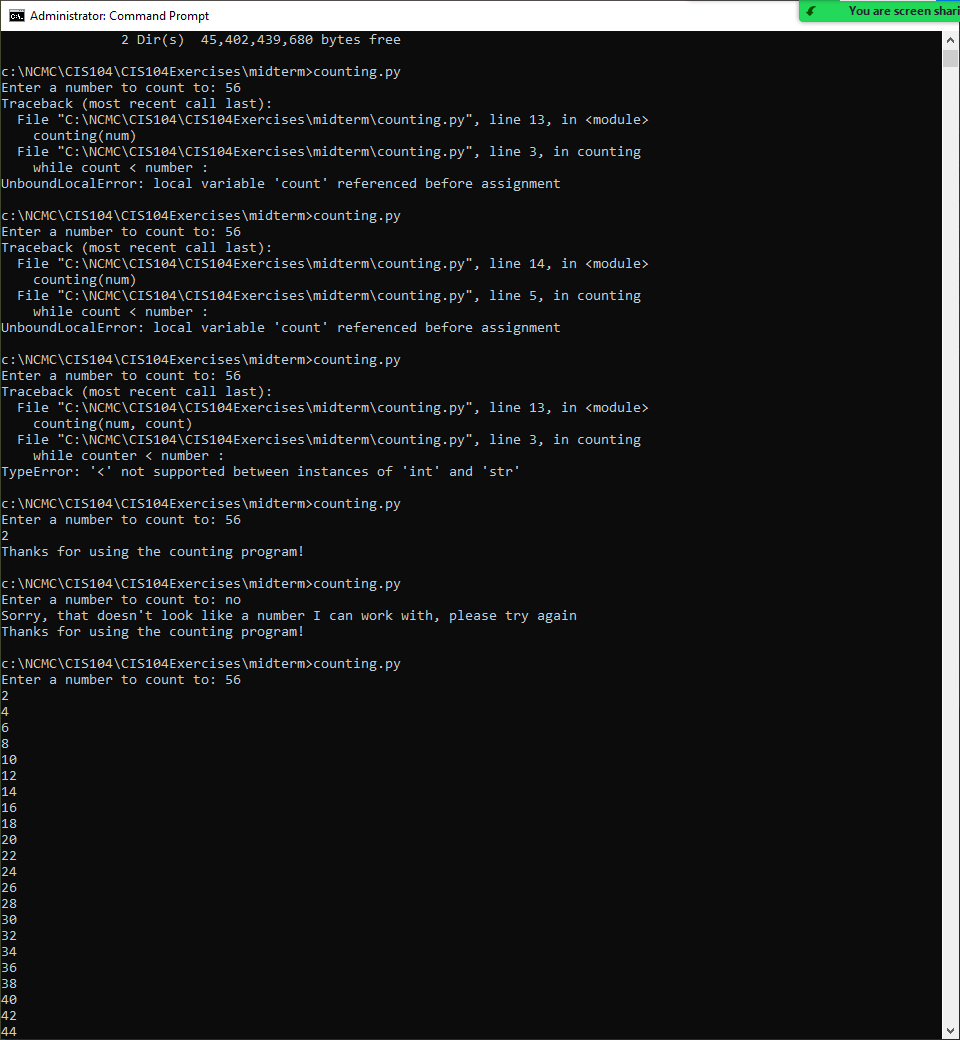 Administrator: Command Prompt
You are screen shari
2 Dir(s)  45,402,439,680 bytes free
c:\NCMC\CIS104\CIS104Exercises\midterm>counting.py
Enter a number to count to: 56
Traceback (most recent call last):
  File "C:\NCMC\CIS104\CIS104Exercises\midterm\counting.py", line 13, in <module>
    counting(num)
  File "C:\NCMC\CIS104\CIS104Exercises\midterm\counting.py", line 3, in counting
    while count < number :
UnboundLocalError: local variable 'count' referenced before assignment
c:\NCMC\CIS104\CIS104Exercises\midterm>counting.py
Enter a number to count to: 56
Traceback (most recent call last):
  File "C:\NCMC\CIS104\CIS104Exercises\midterm\counting.py", line 14, in <module>
    counting(num)
  File "C:\NCMC\CIS104\CIS104Exercises\midterm\counting.py", line 5, in counting
    while count < number :
UnboundLocalError: local variable 'count' referenced before assignment
c:\NCMC\CIS104\CIS104Exercises\midterm>counting.py
Enter a number to count to: 56
Traceback (most recent call last):
  File "C:\NCMC\CIS104\CIS104Exercises\midterm\counting.py", line 13, in <module>
    counting(num, count)
  File "C:\NCMC\CIS104\CIS104Exercises\midterm\counting.py", line 3, in counting
    while counter < number :
TypeError: '<' not supported between instances of 'int' and 'str'
c:\NCMC\CIS104\CIS104Exercises\midterm>counting.py
Enter a number to count to: 56
2
Thanks for using the counting program!
c:\NCMC\CIS104\CIS104Exercises\midterm>counting.py
Enter a number to count to: no
Sorry, that doesn't look like a number I can work with, please try again
Thanks for using the counting program!
c:\NCMC\CIS104\CIS104Exercises\midterm>counting.py
Enter a number to count to: 56
2
4
6
8
10
12
14
16
18
20
22
24
26
28
30
32
34
36
38
40
42
44